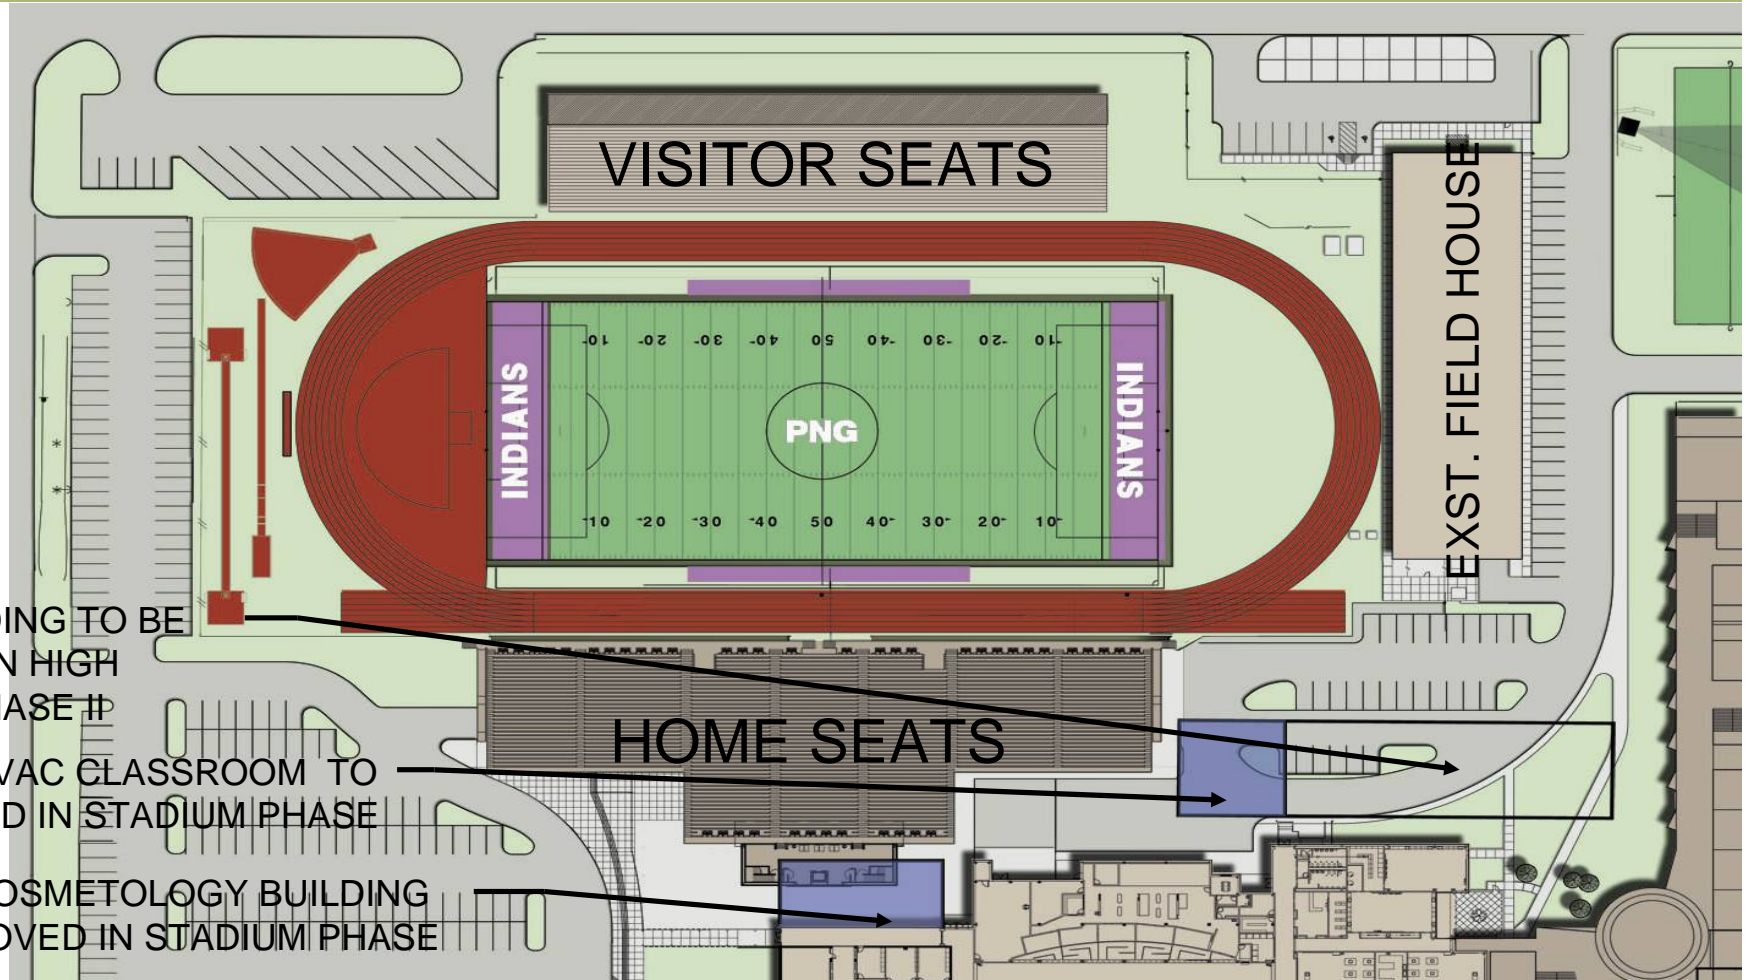 VISITOR SEATS
EXST. FIELD HOUSE
10 20 30 40 50 40 30 20 10
INDIANS
PNG
INDIANS
10 20 30 40 50 40 30 20 10
DING TO BE
N HIGH
HASE II
HOME SEATS
VAC CLASSROOM TO
D IN STADIUM PHASE
OSMETOLOGY BUILDING
OVED IN STADIUM PHASE